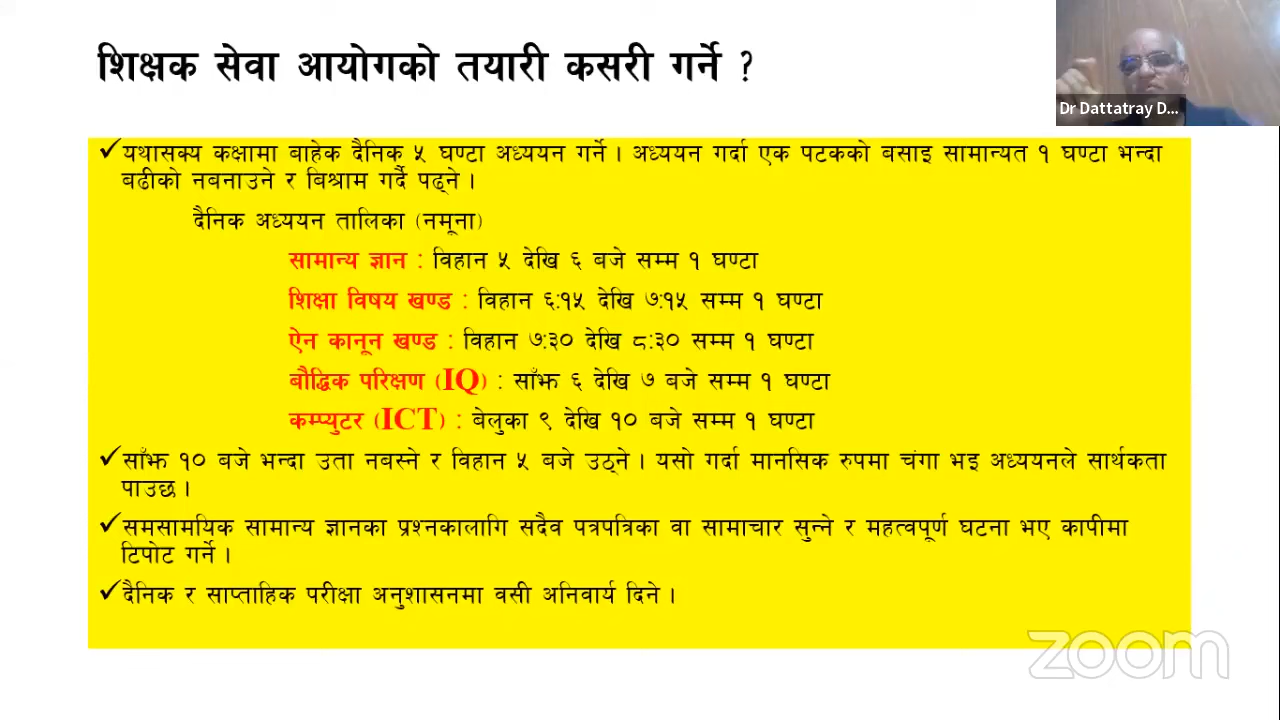 शिक्षक सेवा आयोगको तयारी कसरी गर्ने ?
Dr Dattatray D...
✓यथासक्य कक्षामा बाहेक दैनिक ५ घण्टा अध्ययन गर्ने । अध्ययन गर्दा एक पटकको बसाइ सामान्यत १ घण्टा भन्दा
बढीको नबनाउने र बिश्राम गर्दै पढ्ने ।
दैनिक अध्ययन तालिका (नमूना)
सामान्य ज्ञान : विहान ५ देखि ६ बजे सम्म १ घण्टा
शिक्षा विषय खण्ड : विहान ६:१५ देखि ७:१५ सम्म १ घण्टा
ऐन कानून खण्ड : विहान ७:३० देखि ८:३० सम्म १ घण्टा
बौद्धिक परिक्षण (IQ) : साँझ ६ देखि ७ बजे सम्म १ घण्टा
कम्प्युटर (ICT) : बेलुका ९ देखि १० बजे सम्म १ घण्टा
✓साँझ १० बजे भन्दा उता नबस्ने र विहान ५ बजे उठ्ने । यसो गर्दा मानसिक रुपमा चंगा भइ अध्ययनले सार्थकता
पाउछ ।
✓समसामयिक सामान्य ज्ञानका प्रश्नकालागि सदैव पत्रपत्रिका वा सामाचार सुन्ने र महत्वपूर्ण घटना भए कापीमा
टिपोट गर्ने ।
✓दैनिक र साप्ताहिक परीक्षा अनुशासनमा वसी अनिवार्य दिने ।
zoom